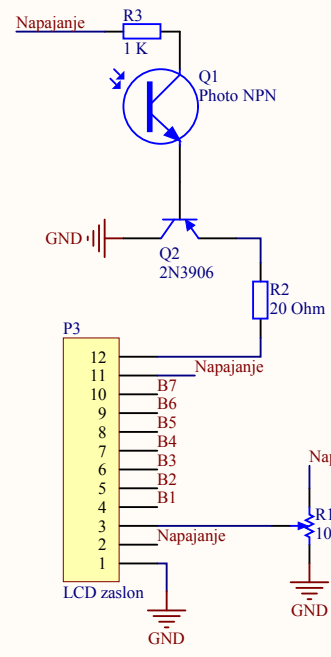 Napajanje
R3
1 K
Q1
Photo NPN
GND
Q2
2N3906
R2
20 Ohm
P3
12
Napajanje
11
10
B7
9
B6
8
B5
7
B4
6
B3
5
B2
4
B1
3
2
Napajanje
1
R1
LCD zaslon
GND
GND